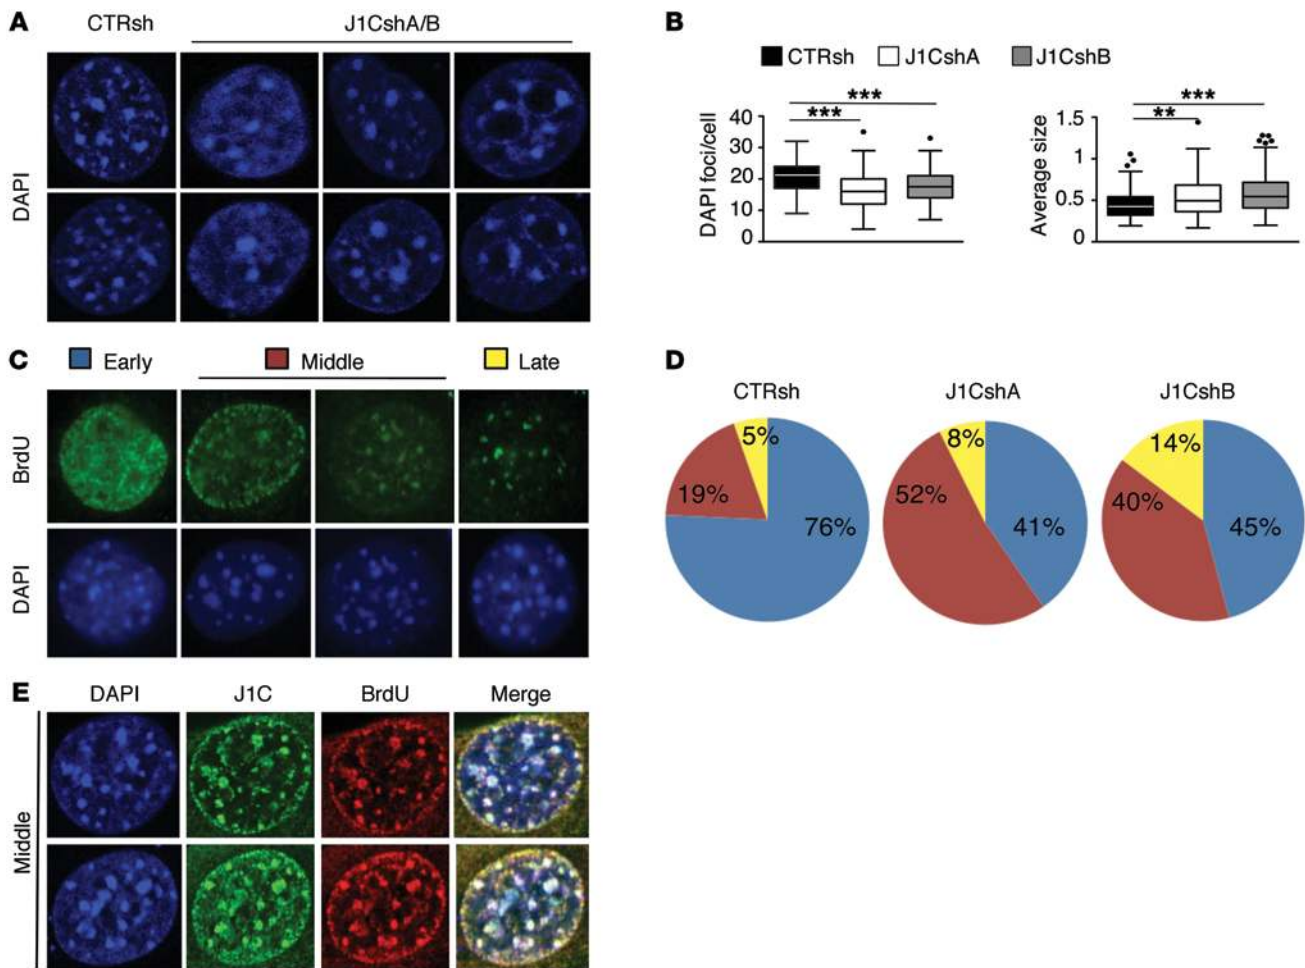 A
CTRsh
J1CshA/B
DAPI
B
CTRsh
J1CshA
J1CshB
DAPI foci/cell
40
30
20
10
0
***
***
Average size
1.5
1
0.5
0
***
**
C
Early
Middle
Late
BrdU
DAPI
D
CTRsh
J1CshA
J1CshB
5%
19%
76%
8%
52%
41%
14%
40%
45%
E
DAPI
J1C
BrdU
Merge
Middle